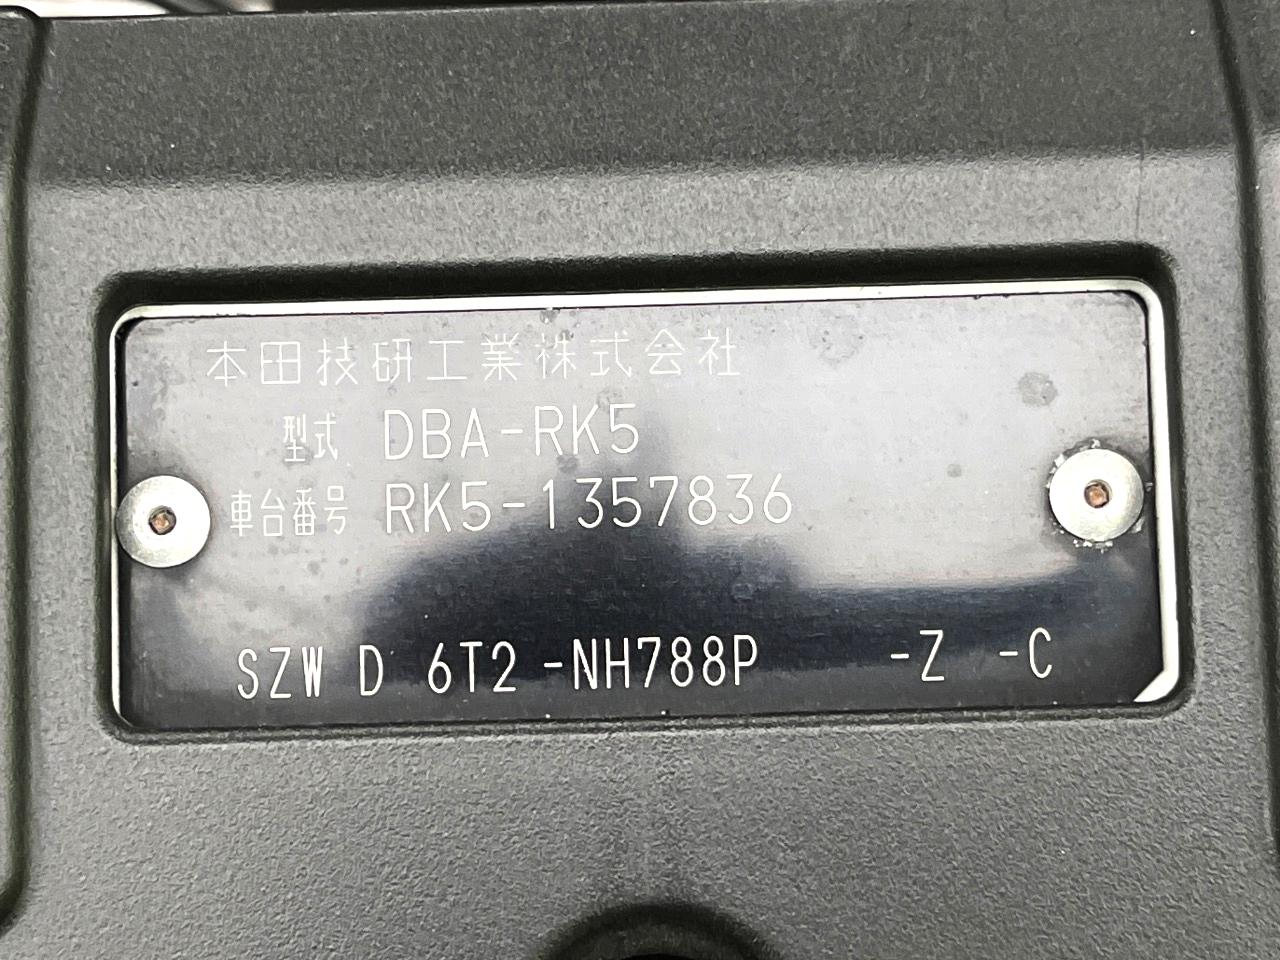 本田技研工業株式会社
型式 DBA-RK5
車台番号 RK5-1357836
SZW D 6T2 -NH788P -Z -C